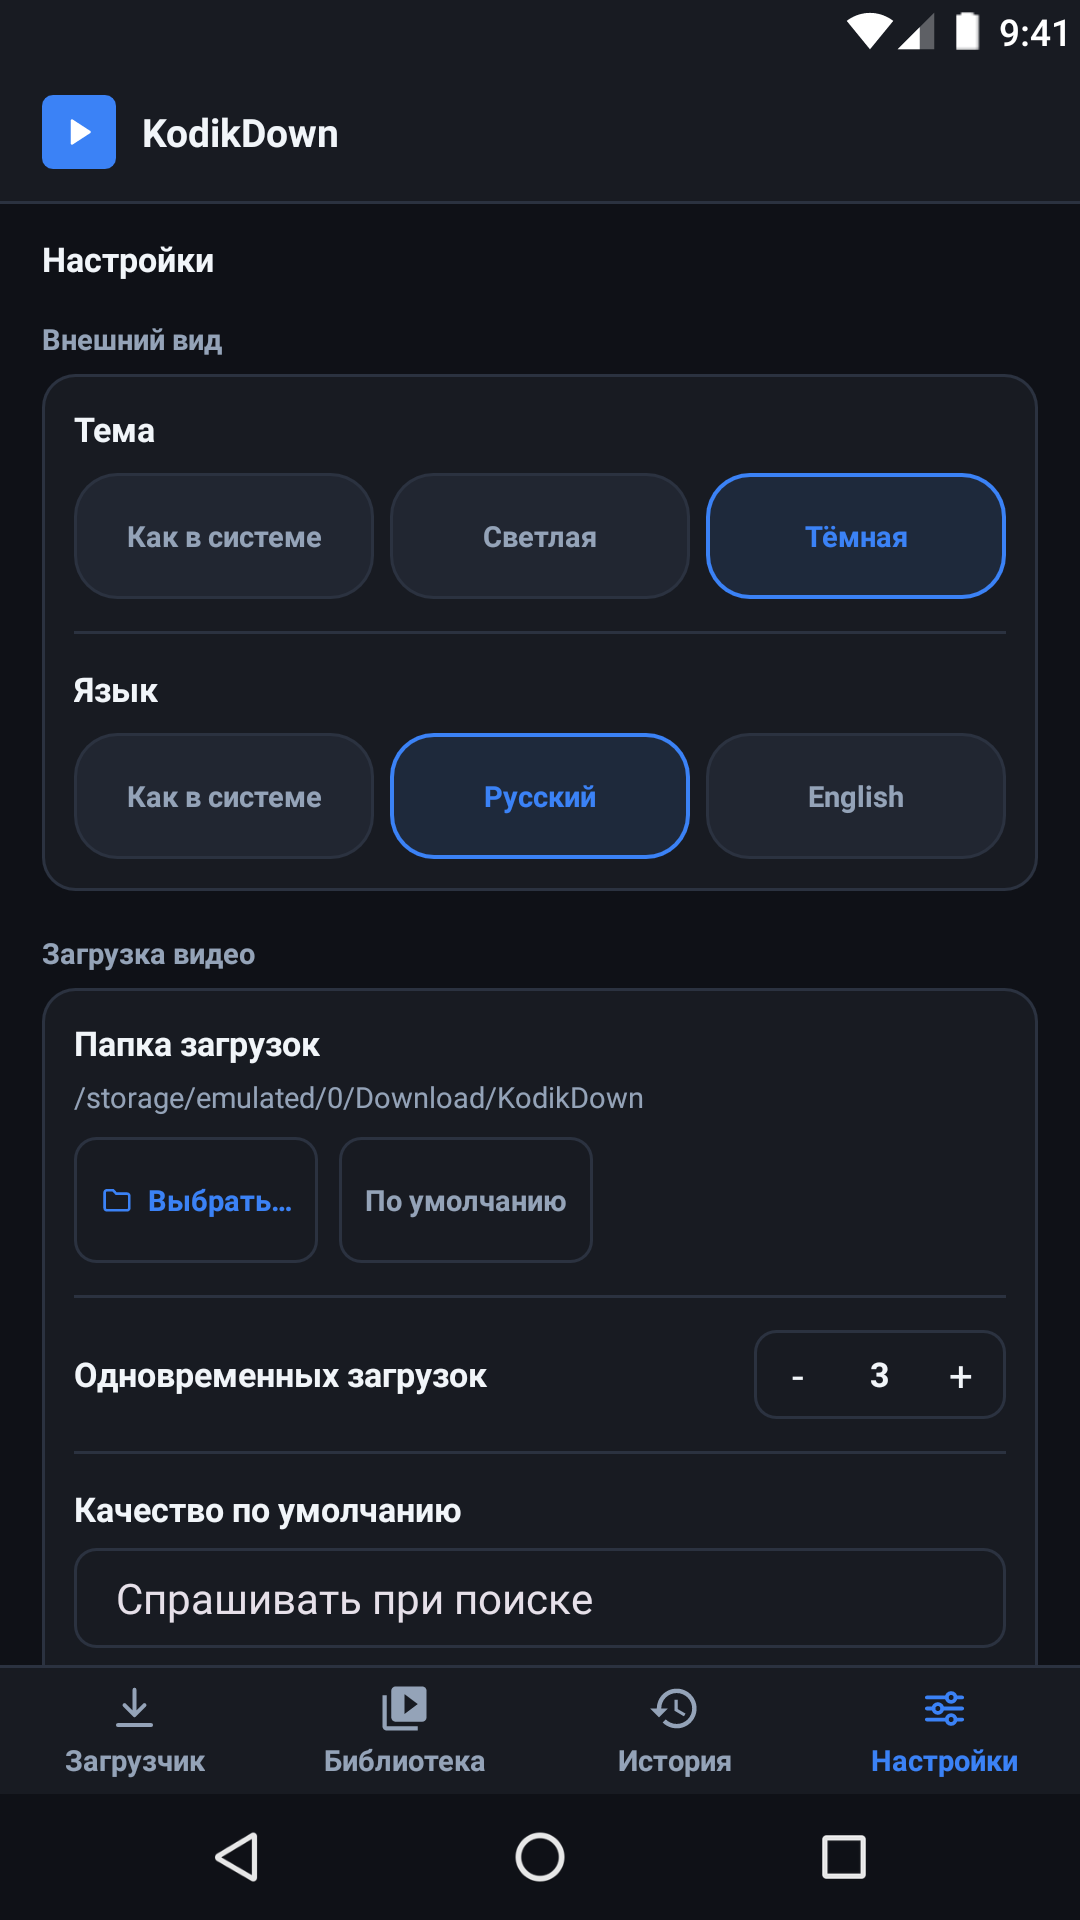 9:41
KodikDown
Настройки
Внешний вид
Тема
Как в системе
Светлая
Тёмная
Язык
Как в системе
Русский
English
Загрузка видео
Папка загрузок
/storage/emulated/0/Download/KodikDown
Выбрать...
По умолчанию
Одновременных загрузок
- 3 +
Качество по умолчанию
Спрашивать при поиске
Загрузчик
Библиотека
История
Настройки